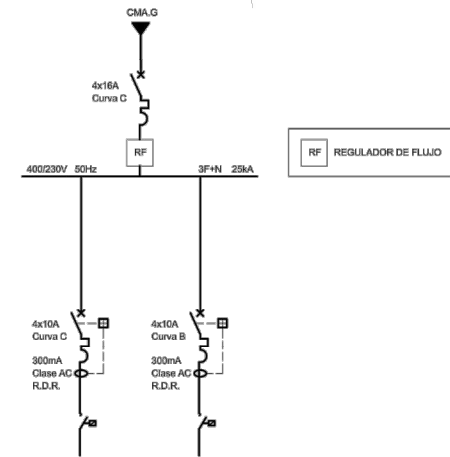 CMA.G
4x16A
Curva C
RF
RF REGULADOR DE FLUJO
400/230V 50Hz 3F+N 25kA
4x10A
Curva C
300mA
Clase AC
R.D.R.
4x10A
Curva B
300mA
Clase AC
R.D.R.